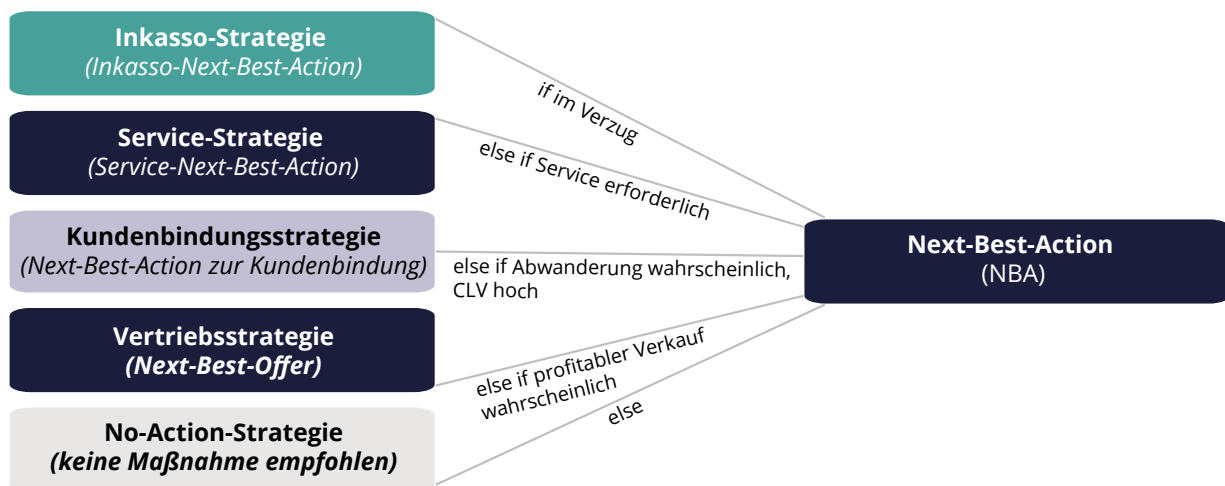 Inkasso-Strategie
(Inkasso-Next-Best-Action)
if im Verzug
Service-Strategie
(Service-Next-Best-Action)
else if Service erforderlich
Kundenbindungsstrategie
(Next-Best-Action zur Kundenbindung)
else if Abwanderung wahrscheinlich,
CLV hoch
Vertriebsstrategie
(Next-Best-Offer)
else if profitabler Verkauf
wahrscheinlich
No-Action-Strategie
(keine Maßnahme empfohlen)
else
Next-Best-Action
(NBA)